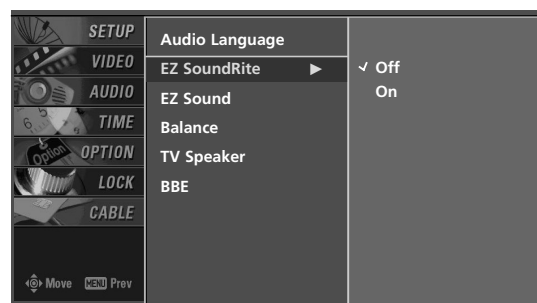 SETUP
VIDEO
AUDIO
TIME
OPTION
LOCK
CABLE
Move MENU Prev
Audio Language
EZ SoundRite
EZ Sound
Balance
TV Speaker
BBE
Off
On